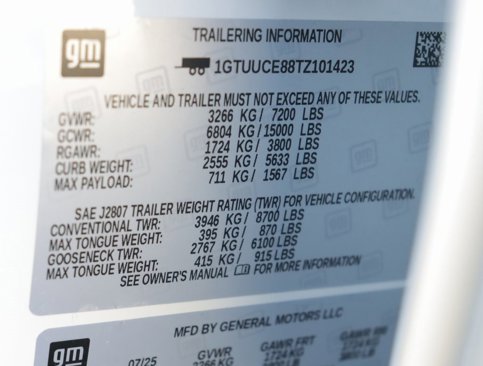 gm
TRAILERING INFORMATION
1GTUUCE88TZ101423
VEHICLE AND TRAILER MUST NOT EXCEED ANY OF THESE VALUES.
GVWR: 3266 KG / 7200 LBS
GCWR: 6804 KG / 15000 LBS
RGAWR: 1724 KG / 3800 LBS
CURB WEIGHT: 2555 KG / 5633 LBS
MAX PAYLOAD: 711 KG / 1567 LBS
SAE J2807 TRAILER WEIGHT RATING (TWR) FOR VEHICLE CONFIGURATION.
CONVENTIONAL TWR: 3946 KG / 8700 LBS
MAX TONGUE WEIGHT: 395 KG / 870 LBS
GOOSENECK TWR: 2767 KG / 6100 LBS
MAX TONGUE WEIGHT: 415 KG / 915 LBS
SEE OWNER'S MANUAL FOR MORE INFORMATION
gm
MFD BY GENERAL MOTORS LLC
07/25 GVWR GAWR FRT GAWR RR
3266 KG 1724 KG